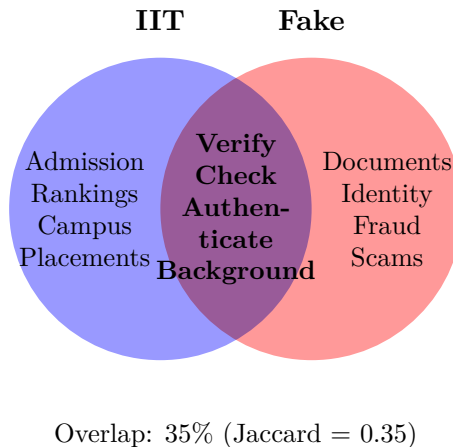 IIT
Fake
Admission
Rankings
Campus
Placements
Verify
Check
Authen-
ticate
Background
Documents
Identity
Fraud
Scams
Overlap: 35% (Jaccard = 0.35)